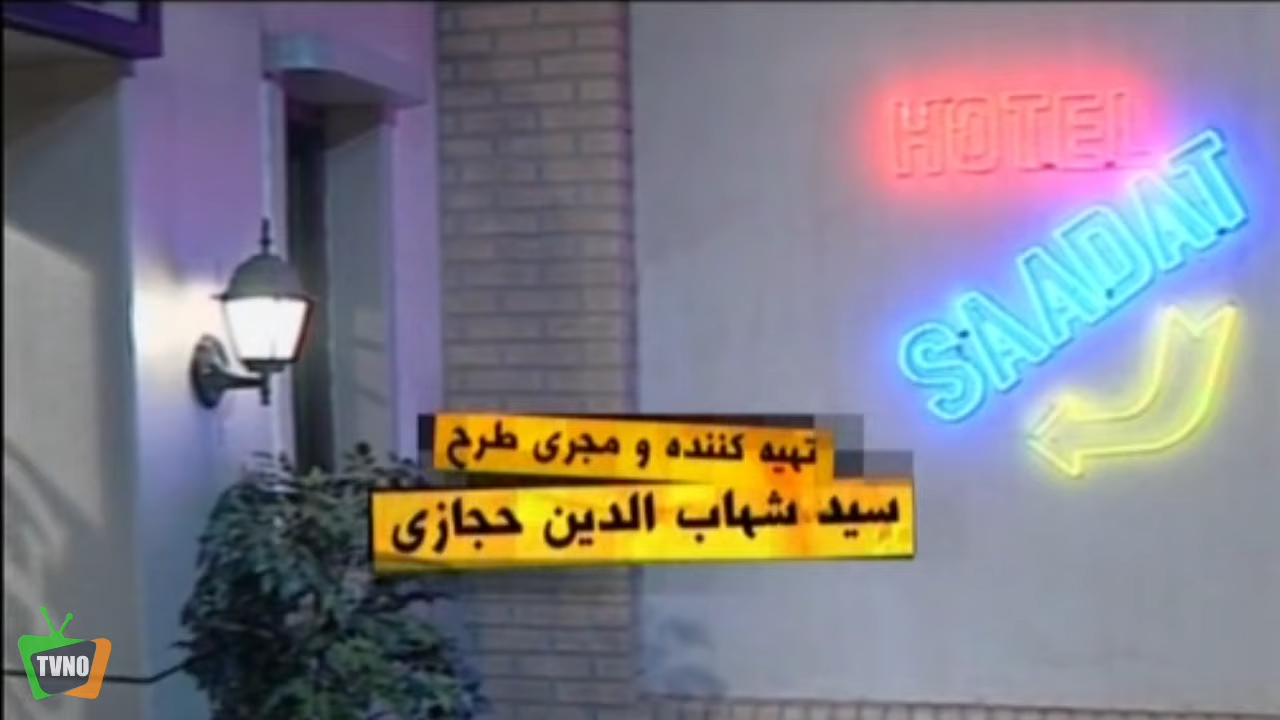 HOTEL
SAADAT
تهیه کننده و مجری طرح
سید شهاب الدین حجازی
TVNO